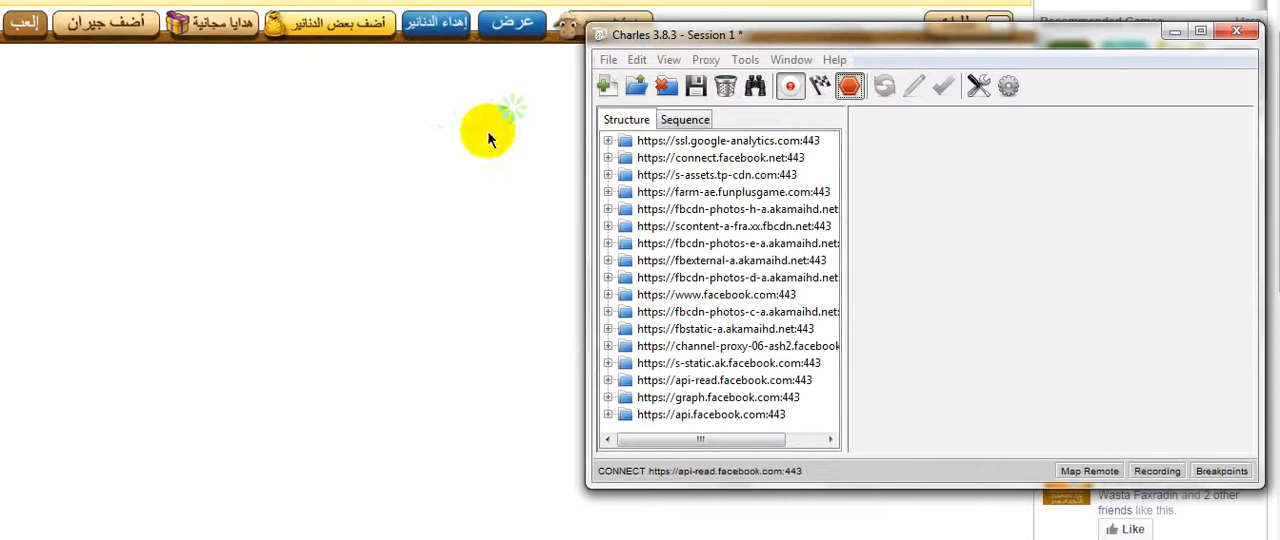 إلعب
أضف جيران
هدايا مجانية
أضف بعض الدنانير
إهداء الدنانير
عرض
Charles 3.8.3 - Session 1 *
File Edit View Proxy Tools Window Help
Structure Sequence
https://ssl.google-analytics.com:443
https://connect.facebook.net:443
https://s-assets.tp-cdn.com:443
https://farm-ae.funplusgame.com:443
https://fbcdn-photos-h-a.akamaihd.net
https://scontent-a-fra.xx.fbcdn.net:443
https://fbcdn-photos-e-a.akamaihd.net:
https://fbexternal-a.akamaihd.net:443
https://fbcdn-photos-d-a.akamaihd.net:
https://www.facebook.com:443
https://fbcdn-photos-c-a.akamaihd.net:
https://fbstatic-a.akamaihd.net:443
https://channel-proxy-06-ash2.facebook
https://s-static.ak.facebook.com:443
https://api-read.facebook.com:443
https://graph.facebook.com:443
https://api.facebook.com:443
CONNECT https://api-read.facebook.com:443
Map Remote Recording Breakpoints
Wasta Faxradin and 2 other
friends like this.
Like